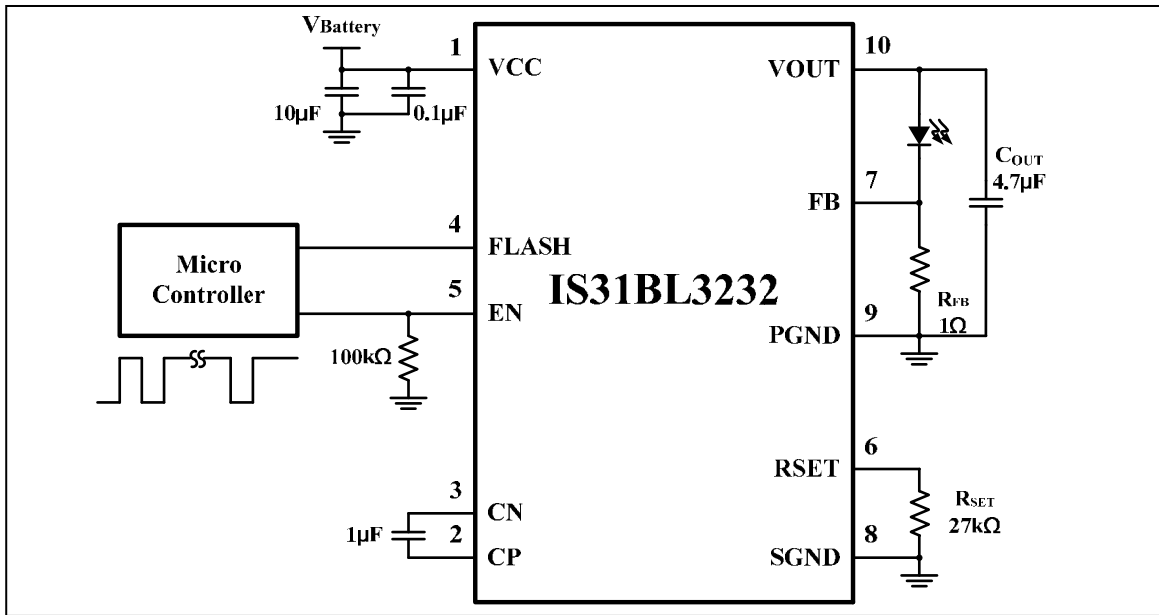 VBattery
1
VCC
10µF
0.1µF
10
VOUT
COUT
4.7µF
7
FB
4
FLASH
Micro
Controller
5
EN
IS31BL3232
RFB
1Ω
9
PGND
100kΩ
6
RSET
RSET
27kΩ
3
CN
1µF
2
CP
8
SGND